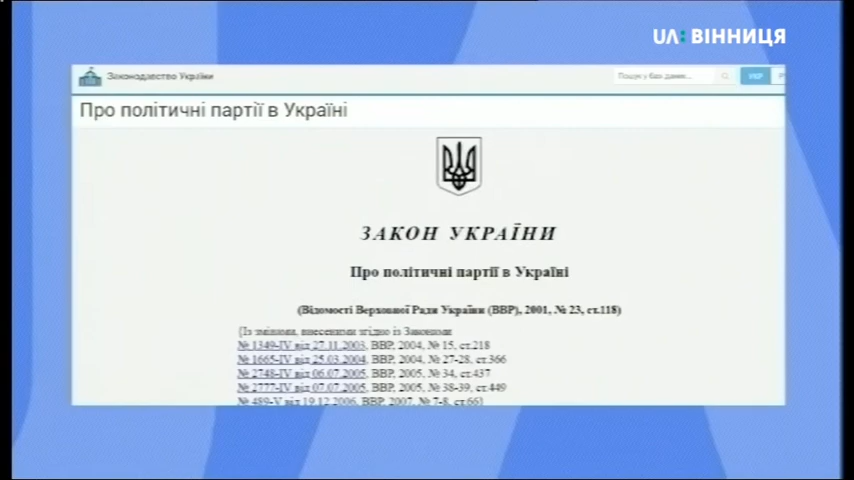 UA: ВІННИЦЯ
Законодавство України
Пошук у базі даних...
УКР
Про політичні партії в Україні
ЗАКОН УКРАЇНИ
Про політичні партії в Україні
(Відомості Верховної Ради України (ВВР), 2001, № 23, ст.118)
{Із змінами, внесеними згідно із Законами
№ 1349-IV від 27.11.2003, ВВР, 2004, № 15, ст.218
№ 1665-IV від 25.03.2004, ВВР, 2004, № 27-28, ст.366
№ 2748-IV від 06.07.2005, ВВР, 2005, № 34, ст.437
№ 2777-IV від 07.07.2005, ВВР, 2005, № 38-39, ст.449
№ 489-V від 19.12.2006, ВВР, 2007, № 7-8, ст.66}